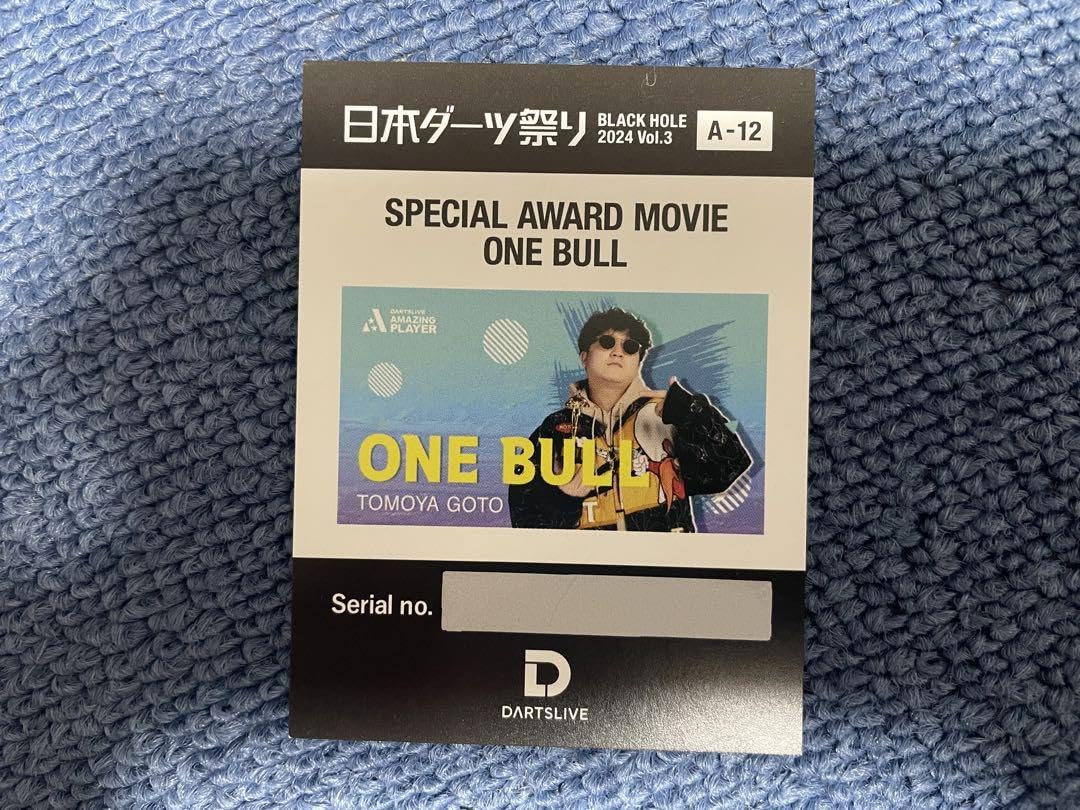 日本ダーツ祭り
BLACK HOLE
2024 Vol.3
A-12
SPECIAL AWARD MOVIE
ONE BULL
DARTSLIVE
AMAZING
PLAYER
ONE BULL
TOMOYA GOTO
T
Serial no.
DARTSLIVE